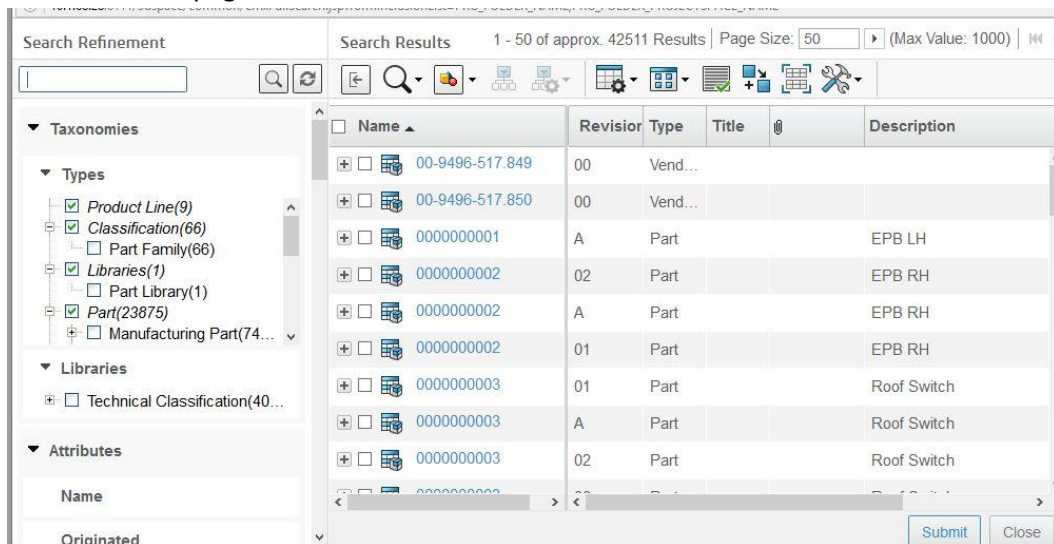 Search Refinement
Search Results 1 - 50 of approx. 42511 Results | Page Size: 50 (Max Value: 1000)
Taxonomies
Types
Product Line(9)
Classification(66)
Part Family(66)
Libraries(1)
Part Library(1)
Part(23875)
Manufacturing Part(74...
Libraries
Technical Classification(40...
Attributes
Name
Originated
Name Revision Type Title Description
00-9496-517.849 00 Vend...
00-9496-517.850 00 Vend...
0000000001 A Part EPB LH
0000000002 02 Part EPB RH
0000000002 A Part EPB RH
0000000002 01 Part EPB RH
0000000003 01 Part Roof Switch
0000000003 A Part Roof Switch
0000000003 02 Part Roof Switch
Submit Close